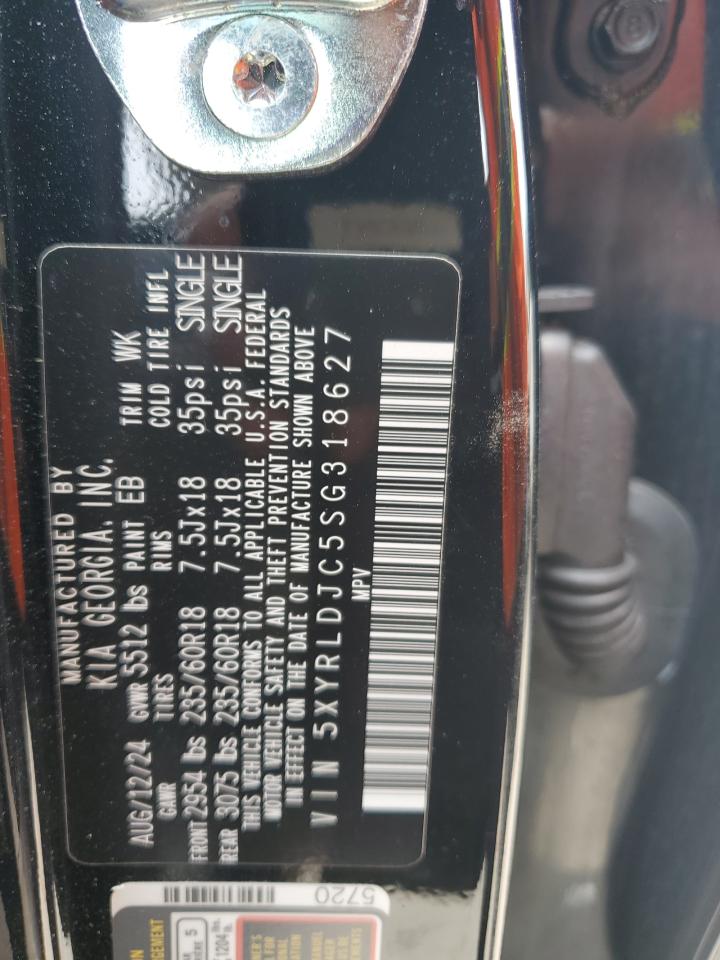 MANUFACTURED BY
KIA GEORGIA. INC.
AUG/12/24 GVWR 5512 lbs PAINT EB TRIM WK
GAWR TIRES RIMS COLD TIRE INFL
FRONT 2954 lbs 235/60R18 7.5Jx18 35psi SINGLE
REAR 3075 lbs 235/60R18 7.5Jx18 35psi SINGLE
THIS VEHICLE CONFORMS TO ALL APPLICABLE U.S.A. FEDERAL
MOTOR VEHICLE SAFETY AND THEFT PREVENTION STANDARDS
IN EFFECT ON THE DATE OF MANUFACTURE SHOWN ABOVE
VIN 5XYRLDJC5SG318627
MPV
5720
5
1204 lbs.